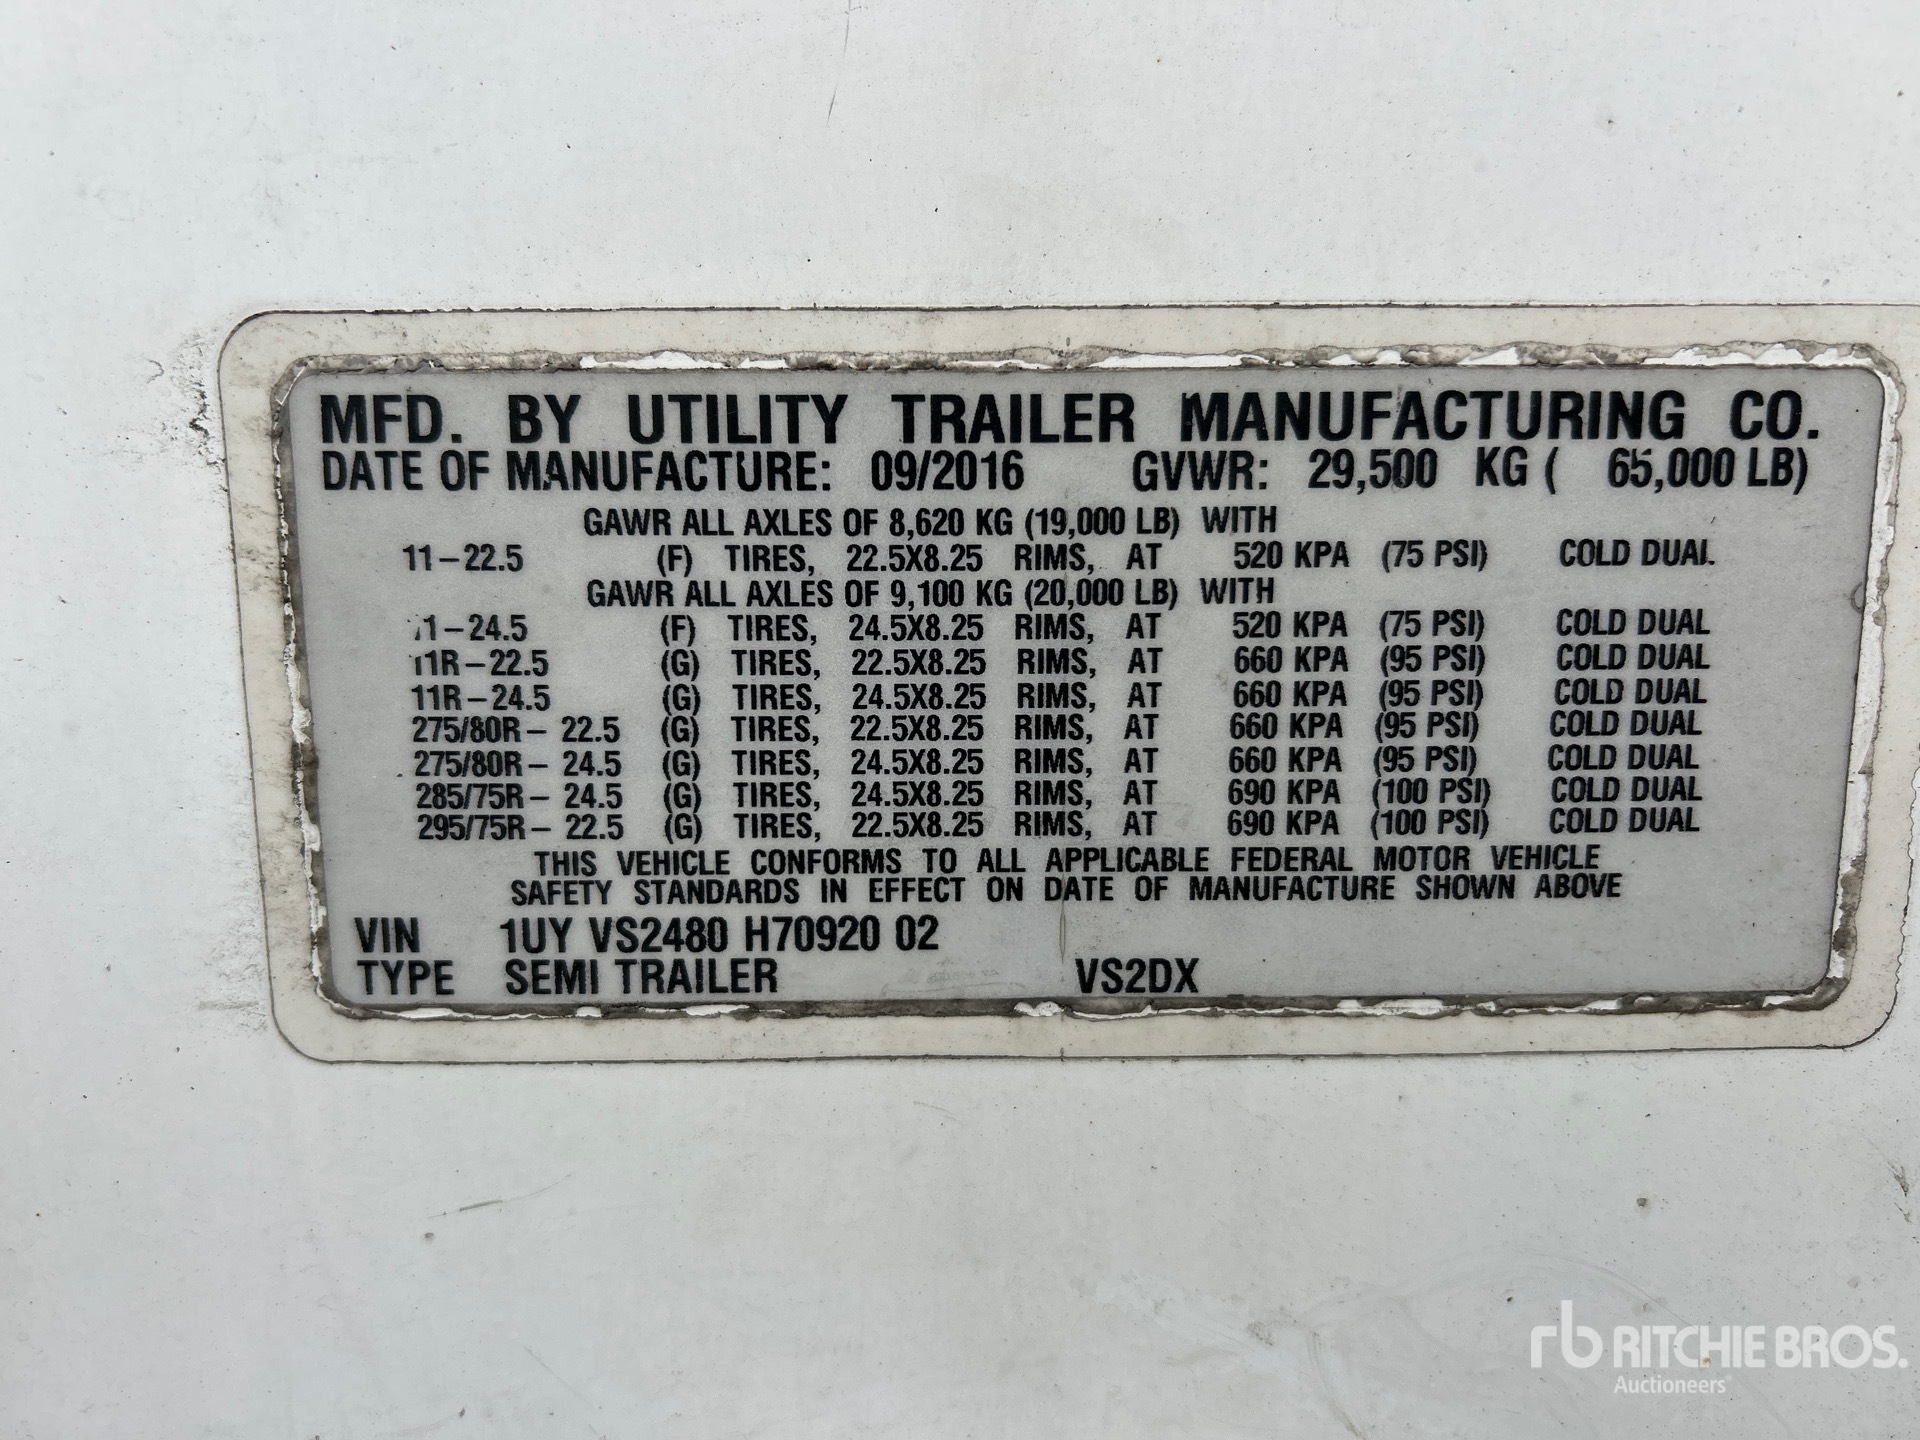 MFD. BY UTILITY TRAILER MANUFACTURING CO.
DATE OF MANUFACTURE: 09/2016 GVWR: 29,500 KG ( 65,000 LB)
GAWR ALL AXLES OF 8,620 KG (19,000 LB) WITH
11-22.5 (F) TIRES, 22.5X8.25 RIMS, AT 520 KPA (75 PSI) COLD DUAL
GAWR ALL AXLES OF 9,100 KG (20,000 LB) WITH
11-24.5 (F) TIRES, 24.5X8.25 RIMS, AT 520 KPA (75 PSI) COLD DUAL
11R-22.5 (G) TIRES, 22.5X8.25 RIMS, AT 660 KPA (95 PSI) COLD DUAL
11R-24.5 (G) TIRES, 24.5X8.25 RIMS, AT 660 KPA (95 PSI) COLD DUAL
275/80R- 22.5 (G) TIRES, 22.5X8.25 RIMS, AT 660 KPA (95 PSI) COLD DUAL
275/80R- 24.5 (G) TIRES, 24.5X8.25 RIMS, AT 660 KPA (95 PSI) COLD DUAL
285/75R- 24.5 (G) TIRES, 24.5X8.25 RIMS, AT 690 KPA (100 PSI) COLD DUAL
295/75R- 22.5 (G) TIRES, 22.5X8.25 RIMS, AT 690 KPA (100 PSI) COLD DUAL
THIS VEHICLE CONFORMS TO ALL APPLICABLE FEDERAL MOTOR VEHICLE
SAFETY STANDARDS IN EFFECT ON DATE OF MANUFACTURE SHOWN ABOVE
VIN 1UY VS2480 H70920 02
TYPE SEMI TRAILER VS2DX
rb RITCHIE BROS.
Auctioneers